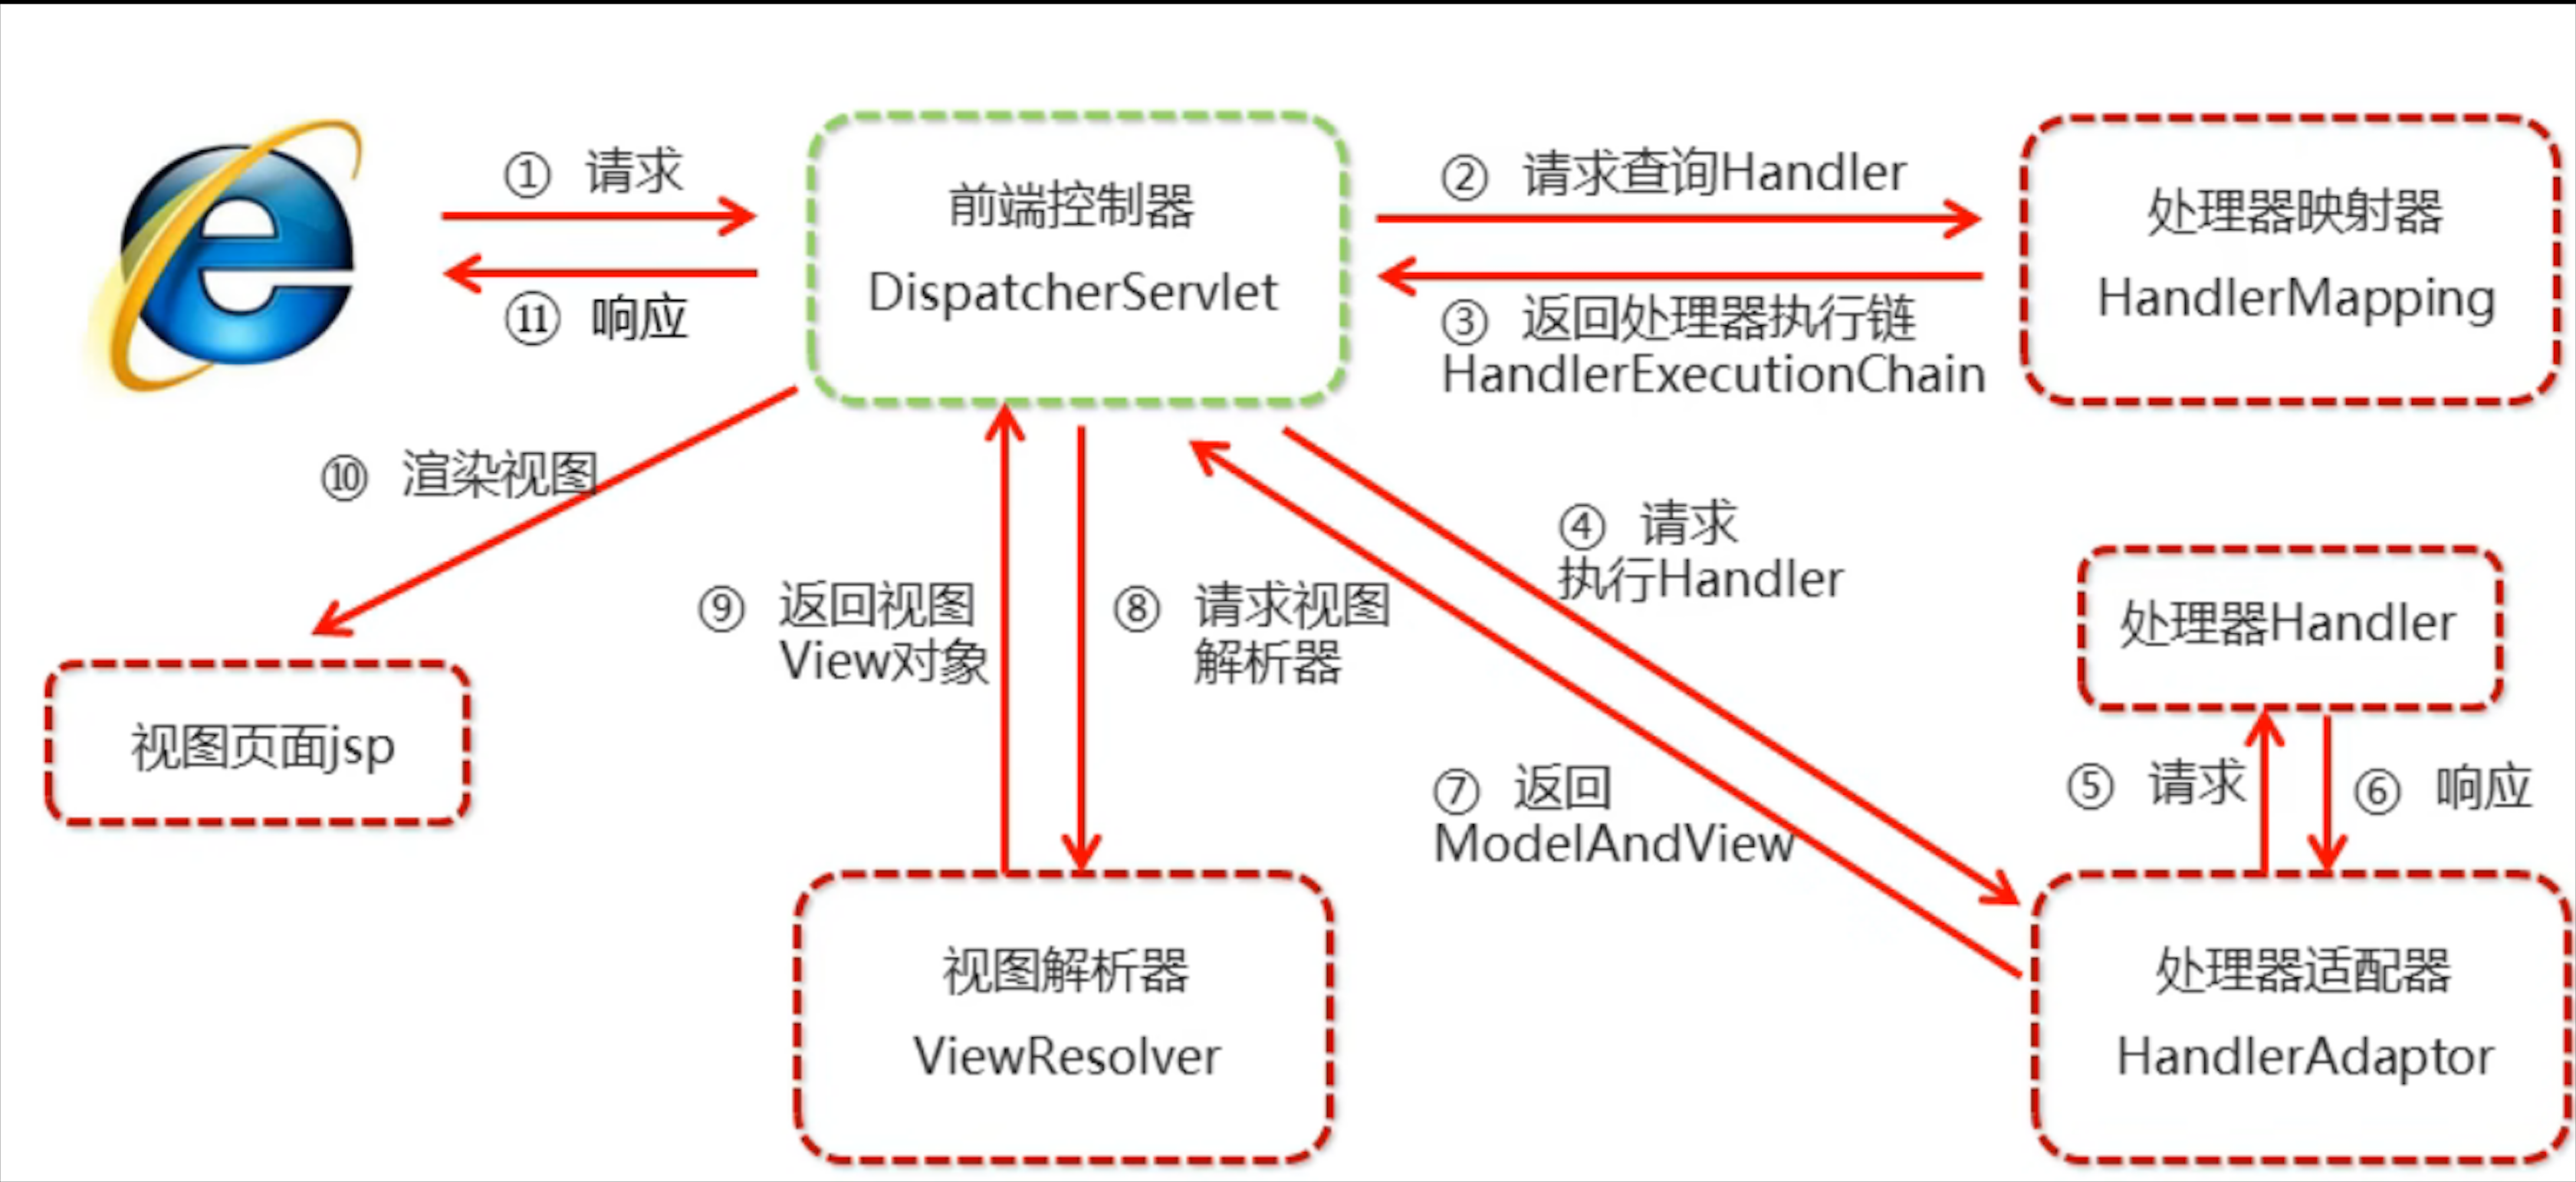 ① 请求
⑪ 响应
前端控制器
DispatcherServlet
② 请求查询Handler
③ 返回处理器执行链
HandlerExecutionChain
处理器映射器
HandlerMapping
⑩ 渲染视图
视图页面jsp
⑨ 返回视图
View对象
⑧ 请求视图
解析器
④ 请求
执行Handler
⑦ 返回
ModelAndView
处理器Handler
⑤ 请求
⑥ 响应
视图解析器
ViewResolver
处理器适配器
HandlerAdaptor